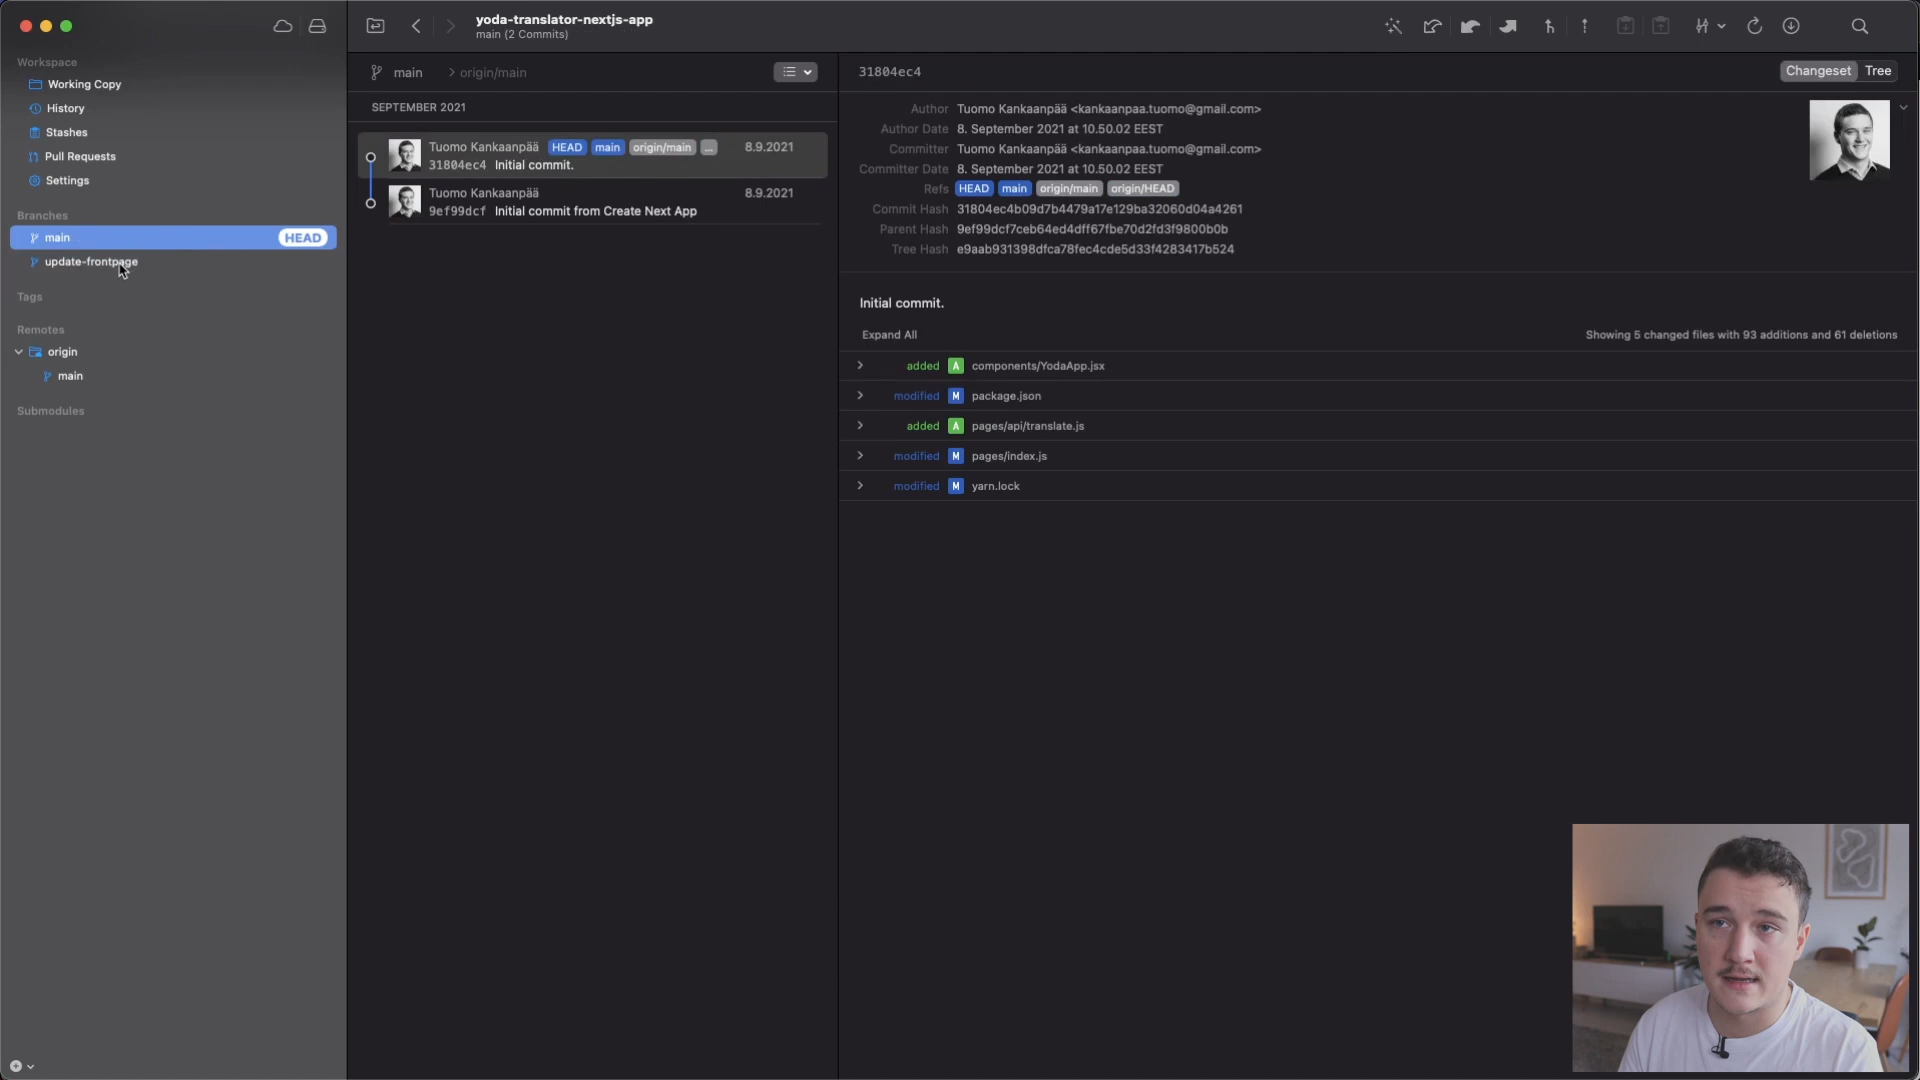 yoda-translator-nextjs-app
main (2 Commits)
Workspace
Working Copy
History
Stashes
Pull Requests
Settings
Branches
main HEAD
update-frontpage
Tags
Remotes
origin
main
Submodules
main origin/main
SEPTEMBER 2021
Tuomo Kankaanpää HEAD main origin/main ... 8.9.2021
31804ec4 Initial commit.
Tuomo Kankaanpää 8.9.2021
9ef99dcf Initial commit from Create Next App
31804ec4 Changeset Tree
Author Tuomo Kankaanpää <kankaanpaa.tuomo@gmail.com>
Author Date 8. September 2021 at 10.50.02 EEST
Committer Tuomo Kankaanpää <kankaanpaa.tuomo@gmail.com>
Committer Date 8. September 2021 at 10.50.02 EEST
Refs HEAD main origin/main origin/HEAD
Commit Hash 31804ec4b09d7b4479a17e129ba32060d04a4261
Parent Hash 9ef99dcf7ceb64ed4dff67fbe70d2fd3f9800b0b
Tree Hash e9aab931398dfca78fec4cde5d33f4283417b524
Initial commit.
Expand All Showing 5 changed files with 93 additions and 61 deletions
added A components/YodaApp.jsx
modified M package.json
added A pages/api/translate.js
modified M pages/index.js
modified M yarn.lock